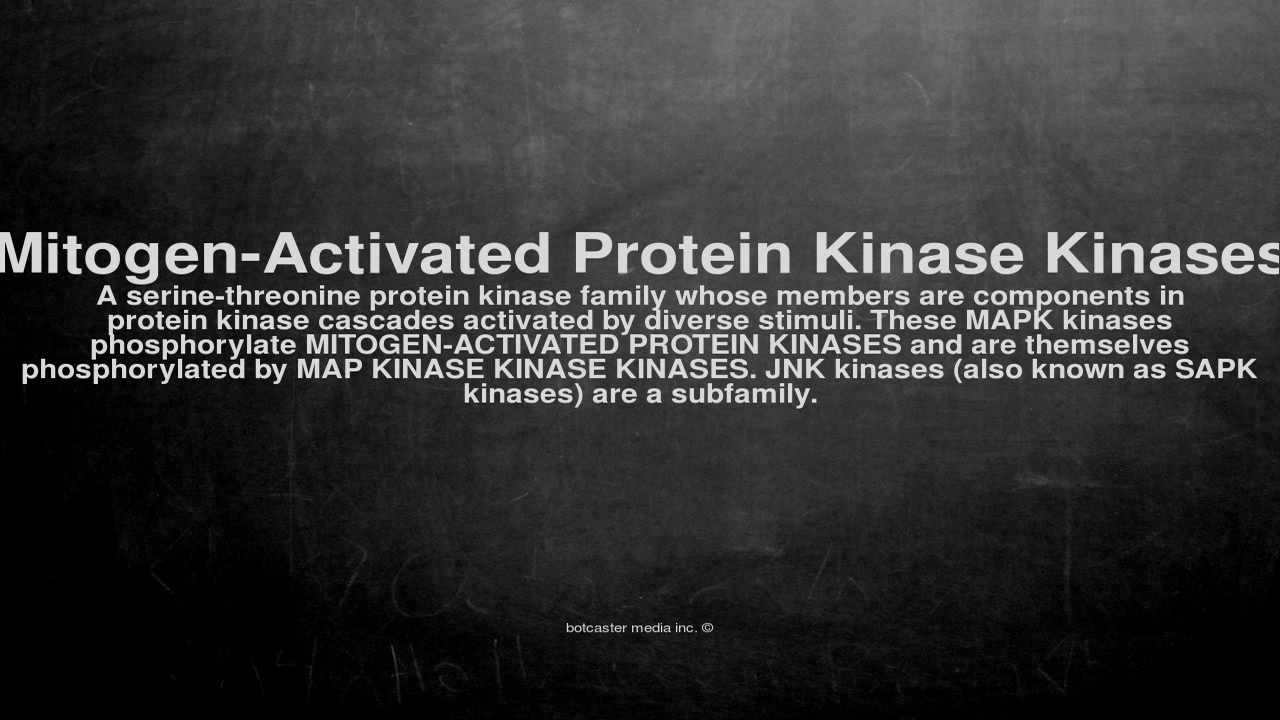 Mitogen-Activated Protein Kinase Kinases
A serine-threonine protein kinase family whose members are components in
protein kinase cascades activated by diverse stimuli. These MAPK kinases
phosphorylate MITOGEN-ACTIVATED PROTEIN KINASES and are themselves
phosphorylated by MAP KINASE KINASE KINASES. JNK kinases (also known as SAPK
kinases) are a subfamily.
botcaster media inc. ©